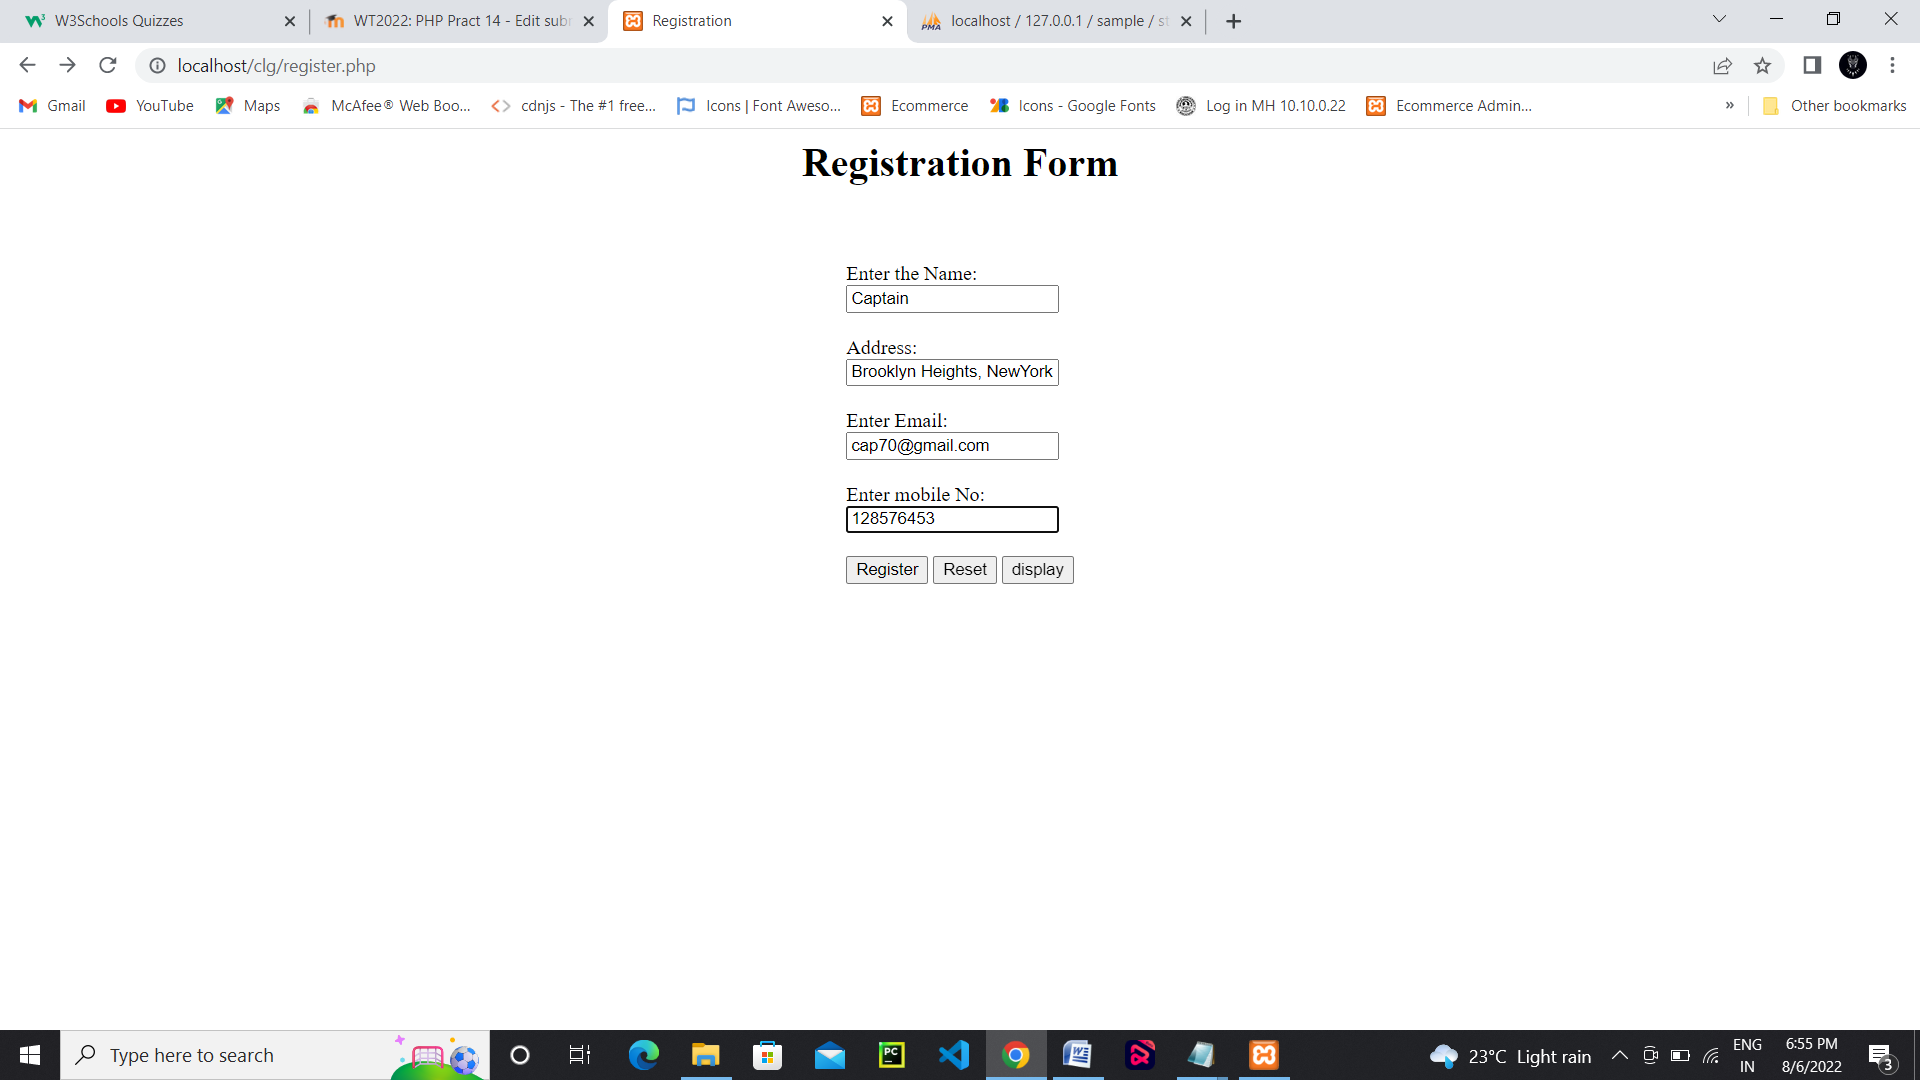 W3Schools Quizzes
WT2022: PHP Pract 14 - Edit sub
Registration
localhost / 127.0.0.1 / sample / st
localhost/clg/register.php
Gmail
YouTube
Maps
McAfee® Web Boo...
cdnjs - The #1 free...
Icons | Font Aweso...
Ecommerce
Icons - Google Fonts
Log in MH 10.10.0.22
Ecommerce Admin...
»
Other bookmarks
Registration Form
Enter the Name:
Captain
Address:
Brooklyn Heights, NewYork
Enter Email:
cap70@gmail.com
Enter mobile No:
128576453
Register
Reset
display
Type here to search
23°C Light rain
ENG
IN
6:55 PM
8/6/2022
3